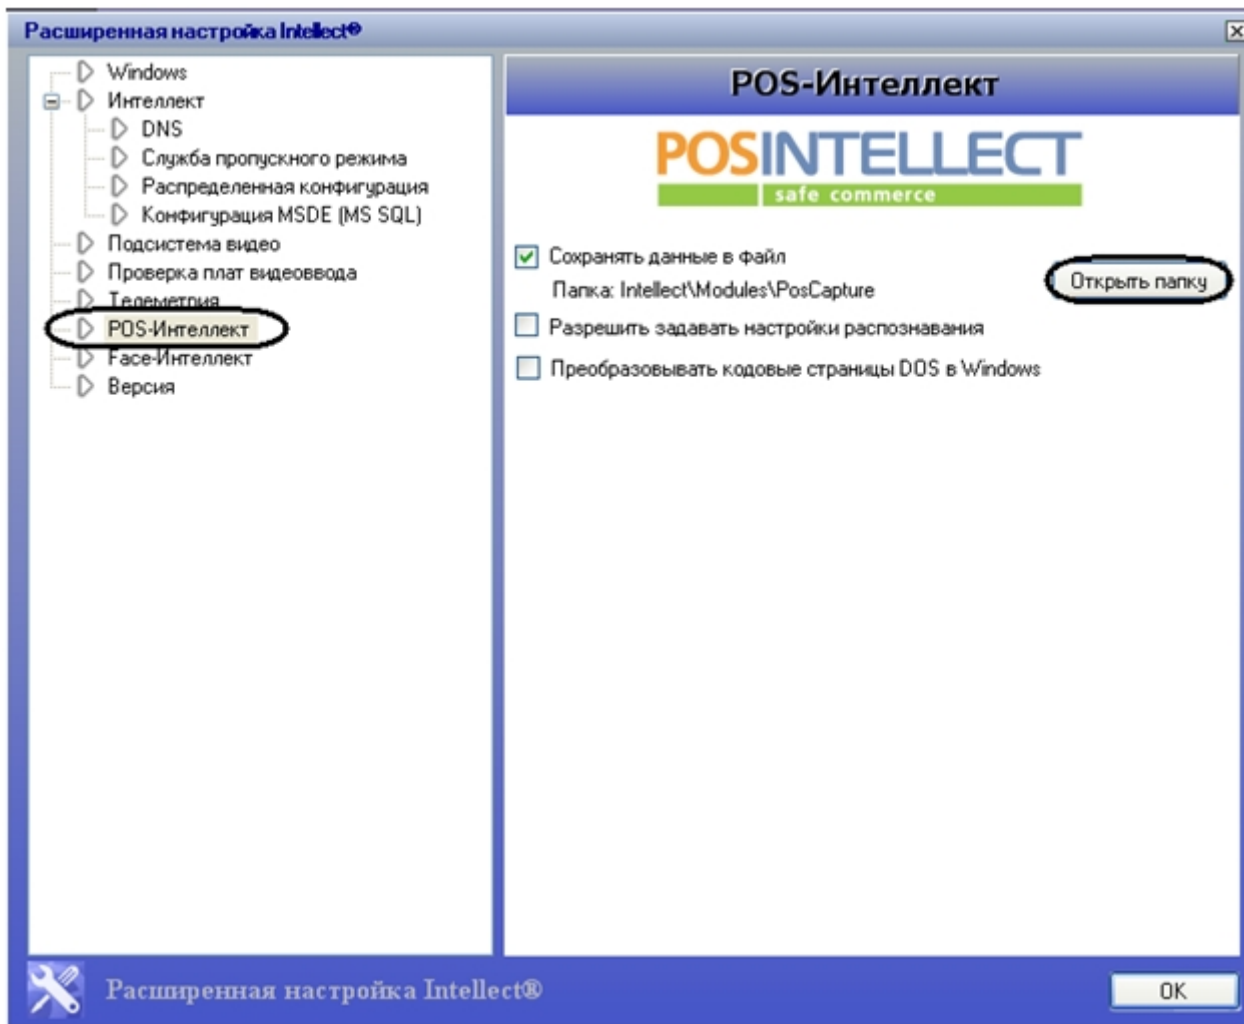 Расширенная настройка Intellect®
Windows
Интеллект
DNS
Служба пропускного режима
Распределенная конфигурация
Конфигурация MSDE (MS SQL)
Подсистема видео
Проверка плат видеоввода
Телеметрия
POS-Интеллект
Face-Интеллект
Версия
POS-Интеллект
POSINTELLECT
safe commerce
Сохранять данные в файл
Папка: Intellect\Modules\PosCapture
Открыть папку
Разрешить задавать настройки распознавания
Преобразовывать кодовые страницы DOS в Windows
Расширенная настройка Intellect®
OK